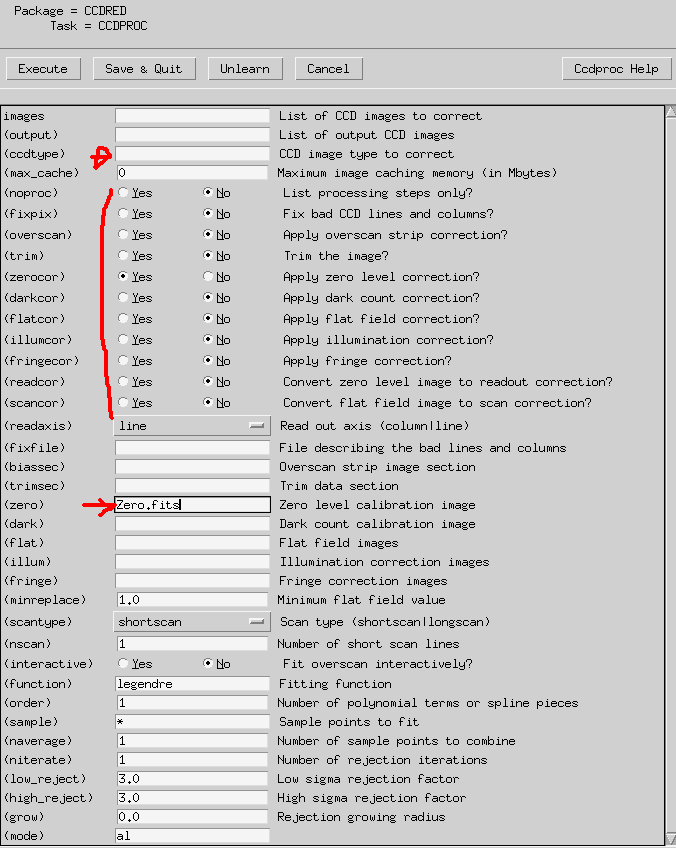 Package = CCDRED
Task = CCDPROC
Execute Save & Quit Unlearn Cancel Ccdproc Help
images List of CCD images to correct
(output) List of output CCD images
(ccdtype) CCD image type to correct
(max_cache) 0 Maximum image caching memory (in Mbytes)
(noproc) Yes No List processing steps only?
(fixpix) Yes No Fix bad CCD lines and columns?
(overscan) Yes No Apply overscan strip correction?
(trim) Yes No Trim the image?
(zerocor) Yes No Apply zero level correction?
(darkcor) Yes No Apply dark count correction?
(flatcor) Yes No Apply flat field correction?
(illumcor) Yes No Apply illumination correction?
(fringecor) Yes No Apply fringe correction?
(readcor) Yes No Convert zero level image to readout correction?
(scancor) Yes No Convert flat field image to scan correction?
(readaxis) line Read out axis (column|line)
(fixfile) File describing the bad lines and columns
(biassec) Overscan strip image section
(trimsec) Trim data section
(zero) Zero.fits Zero level calibration image
(dark) Dark count calibration image
(flat) Flat field images
(illum) Illumination correction images
(fringe) Fringe correction images
(minreplace) 1.0 Minimum flat field value
(scantype) shortscan Scan type (shortscan|longscan)
(nscan) 1 Number of short scan lines
(interactive) Yes No Fit overscan interactively?
(function) legendre Fitting function
(order) 1 Number of polynomial terms or spline pieces
(sample) * Sample points to fit
(naverage) 1 Number of sample points to combine
(niterate) 1 Number of rejection iterations
(low_reject) 3.0 Low sigma rejection factor
(high_reject) 3.0 High sigma rejection factor
(grow) 0.0 Rejection growing radius
(mode) al